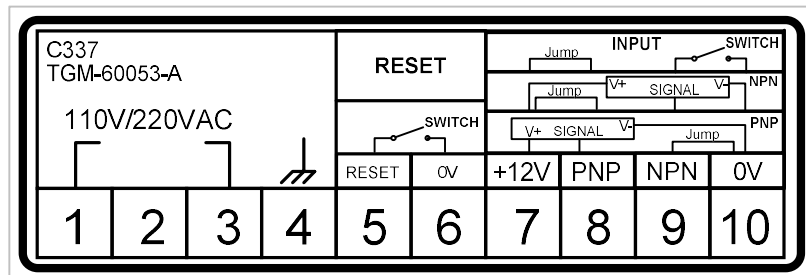 C337
TGM-60053-A
110V/220VAC
RESET
SWITCH
RESET 0V
INPUT
Jump SWITCH
V+ SIGNAL V- NPN
Jump
V+ SIGNAL V- PNP
Jump
+12V PNP NPN 0V
1 2 3 4 5 6 7 8 9 10